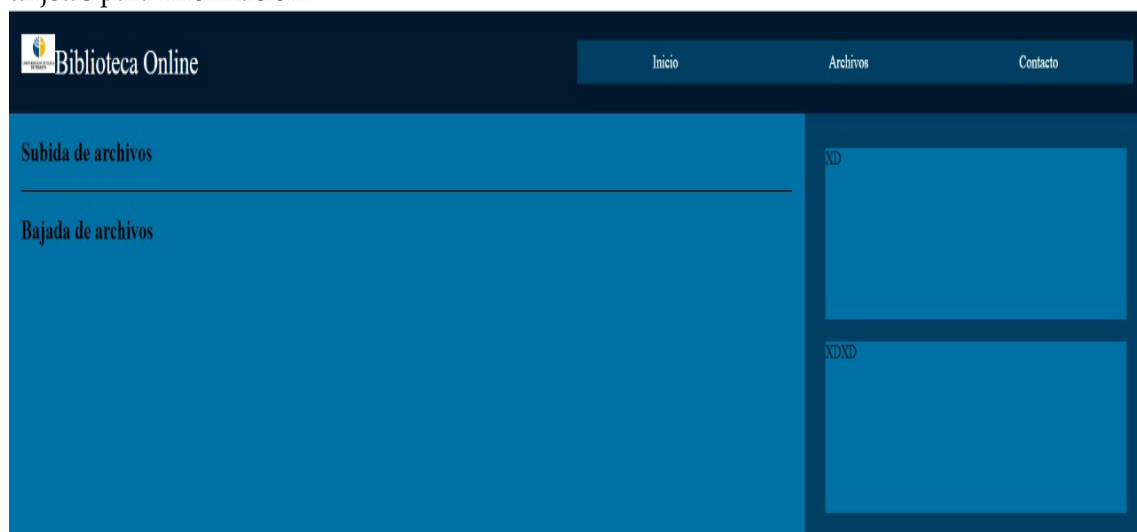 Biblioteca Online
Inicio
Archivos
Contacto
Subida de archivos
Bajada de archivos
XD
XDXD